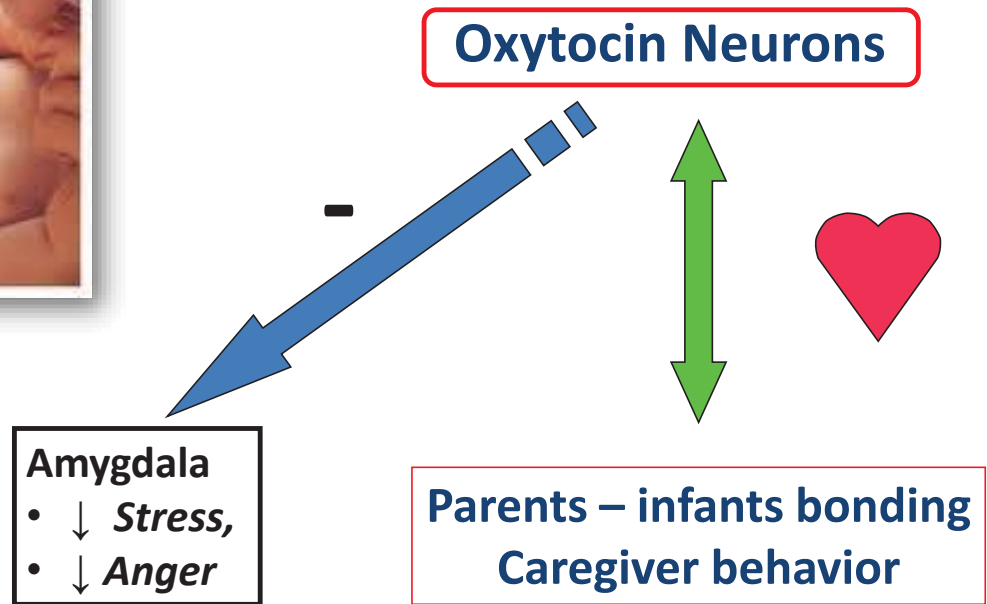 Oxytocin Neurons
-
Amygdala
• ↓ Stress,
• ↓ Anger
Parents – infants bonding
Caregiver behavior